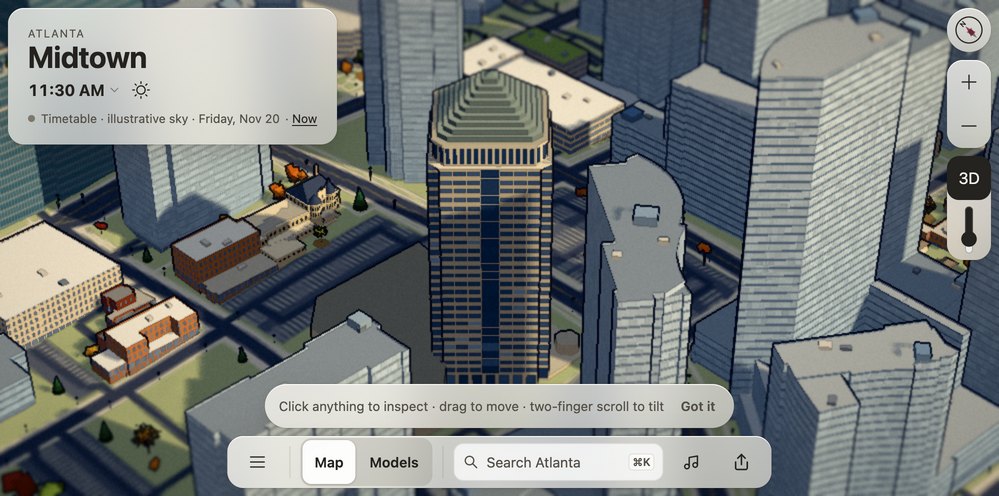 ATLANTA
Midtown
11:30 AM
Timetable · illustrative sky · Friday, Nov 20 · Now
N
+
−
3D
Click anything to inspect · drag to move · two-finger scroll to tilt Got it
Map Models Search Atlanta ⌘K